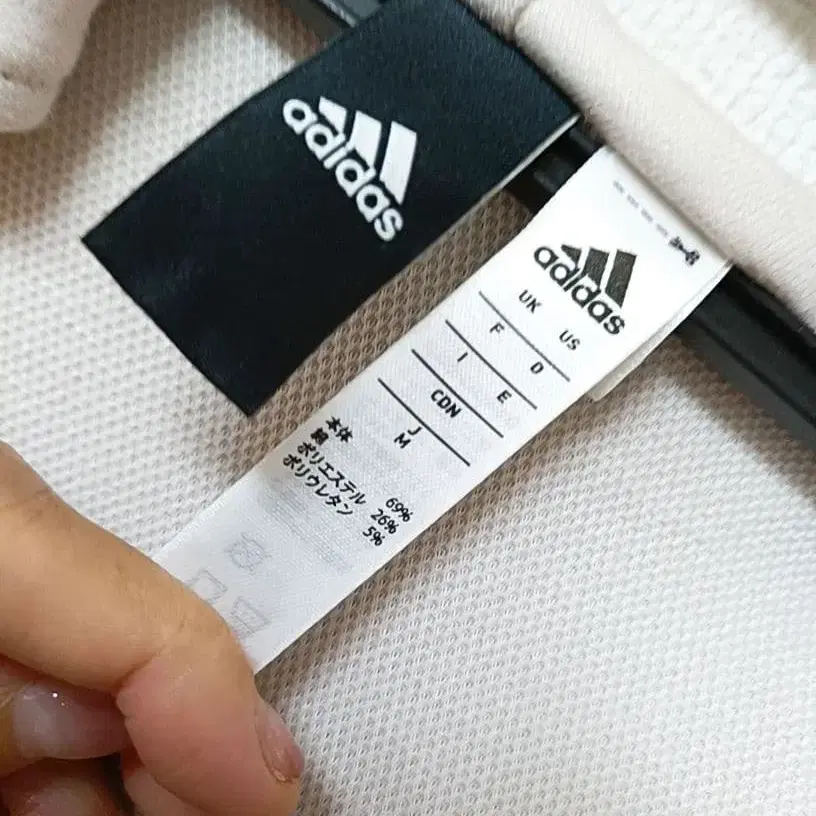 adidas
adidas
UK US
F D
I E
CDN
J
M
本体
綿 69%
ポリエステル 26%
ポリウレタン 5%